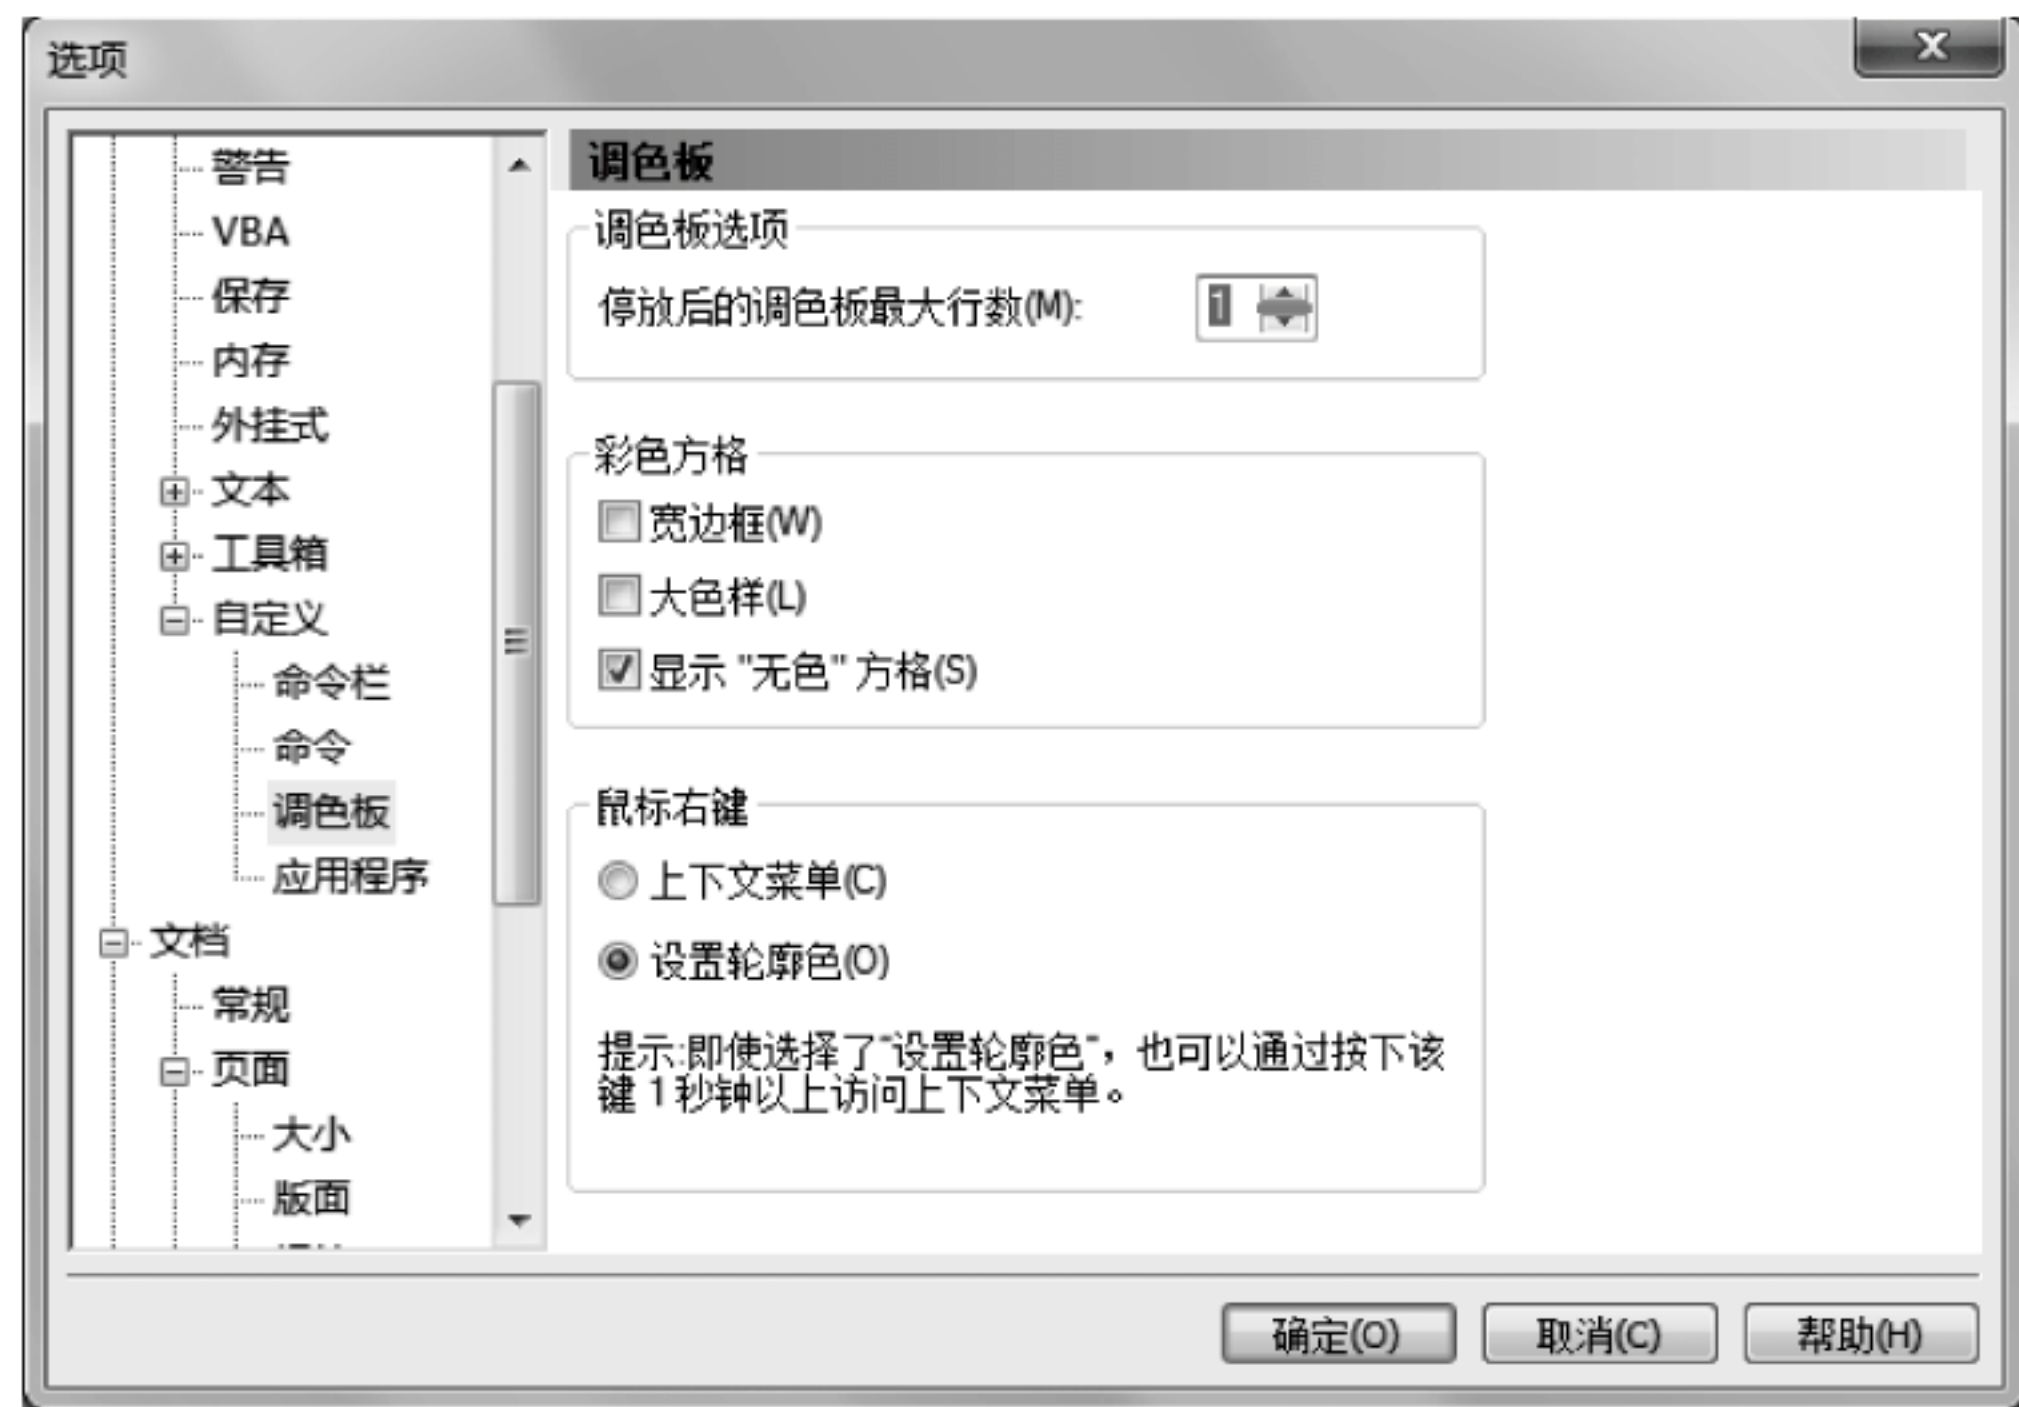 选项
警告
VBA
保存
内存
外挂式
文本
工具箱
自定义
命令栏
命令
调色板
应用程序
文档
常规
页面
大小
版面
调色板
调色板选项
停放后的调色板最大行数(M):
1
彩色方格
宽边框(W)
大色样(L)
显示 "无色" 方格(S)
鼠标右键
上下文菜单(C)
设置轮廓色(O)
提示:即使选择了"设置轮廓色"，也可以通过按下该
键 1 秒钟以上访问上下文菜单。
确定(O)
取消(C)
帮助(H)